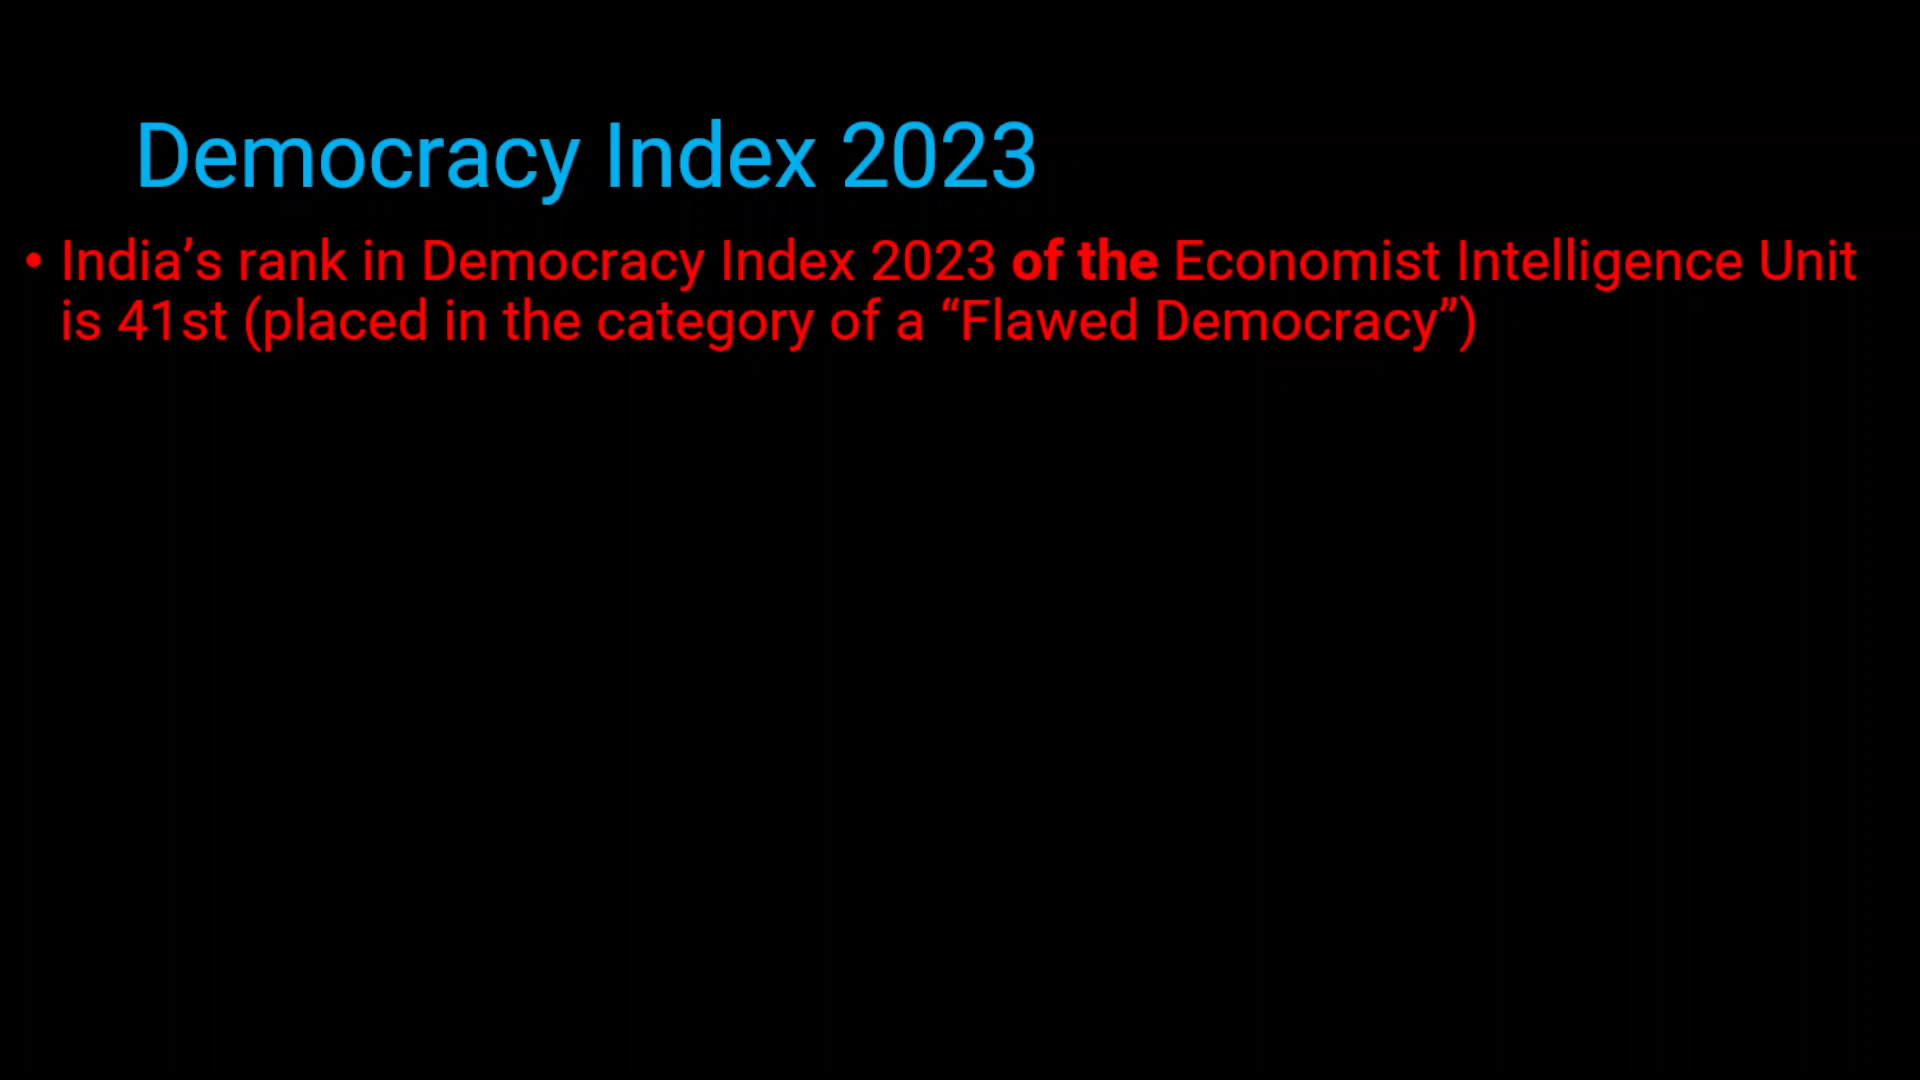 Democracy Index 2023
• India’s rank in Democracy Index 2023 of the Economist Intelligence Unit
is 41st (placed in the category of a “Flawed Democracy”)